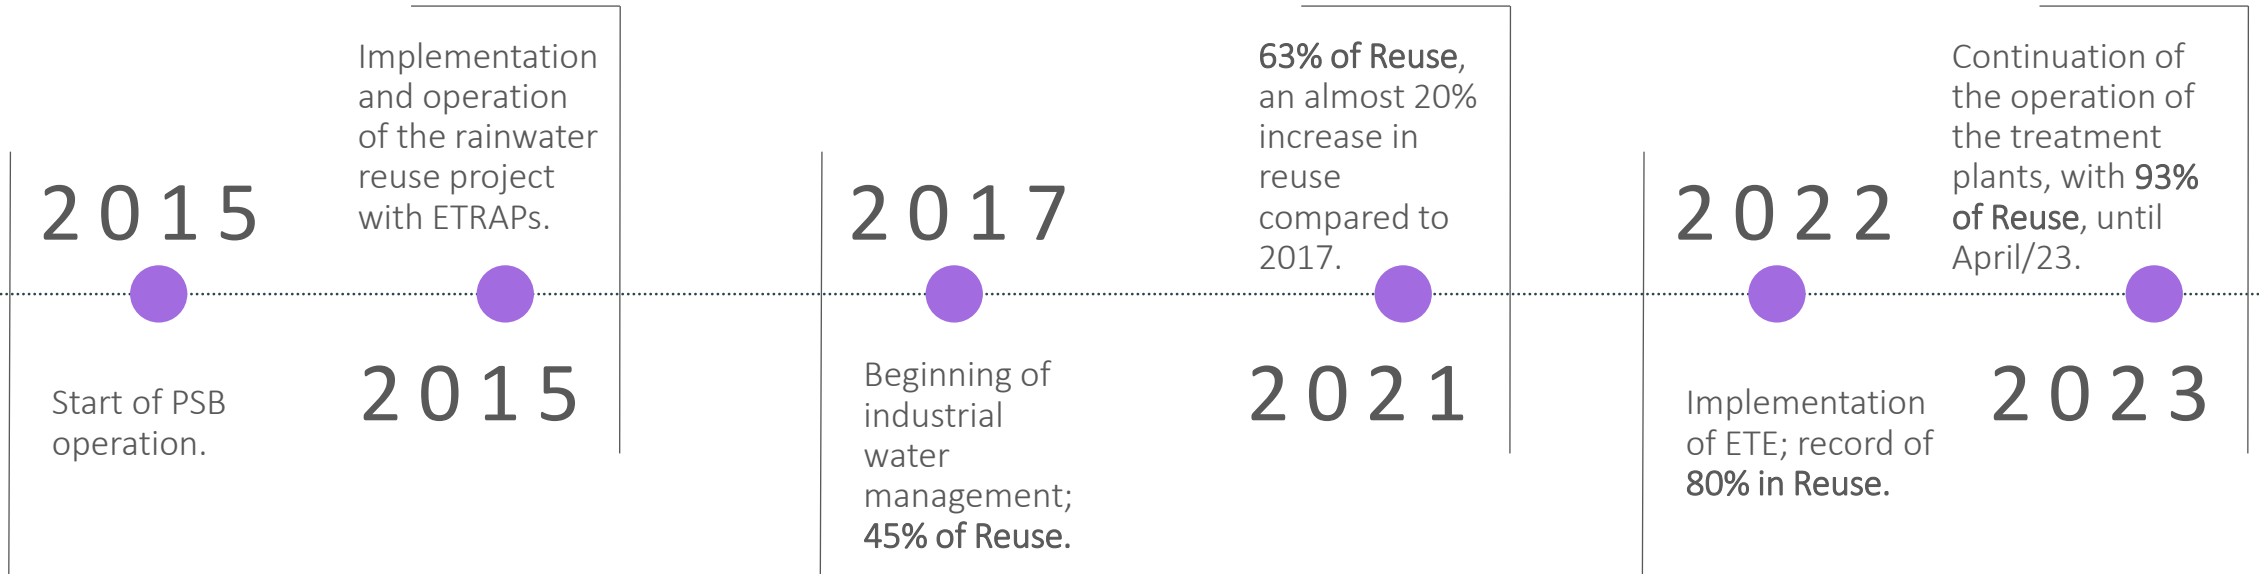 2015
Start of PSB
operation.
Implementation
and operation
of the rainwater
reuse project
with ETRAPs.
2015
2017
Beginning of
industrial
water
management;
45% of Reuse.
63% of Reuse,
an almost 20%
increase in
reuse
compared to
2017.
2021
2022
Implementation
of ETE; record of
80% in Reuse.
Continuation of
the operation of
the treatment
plants, with 93%
of Reuse, until
April/23.
2023